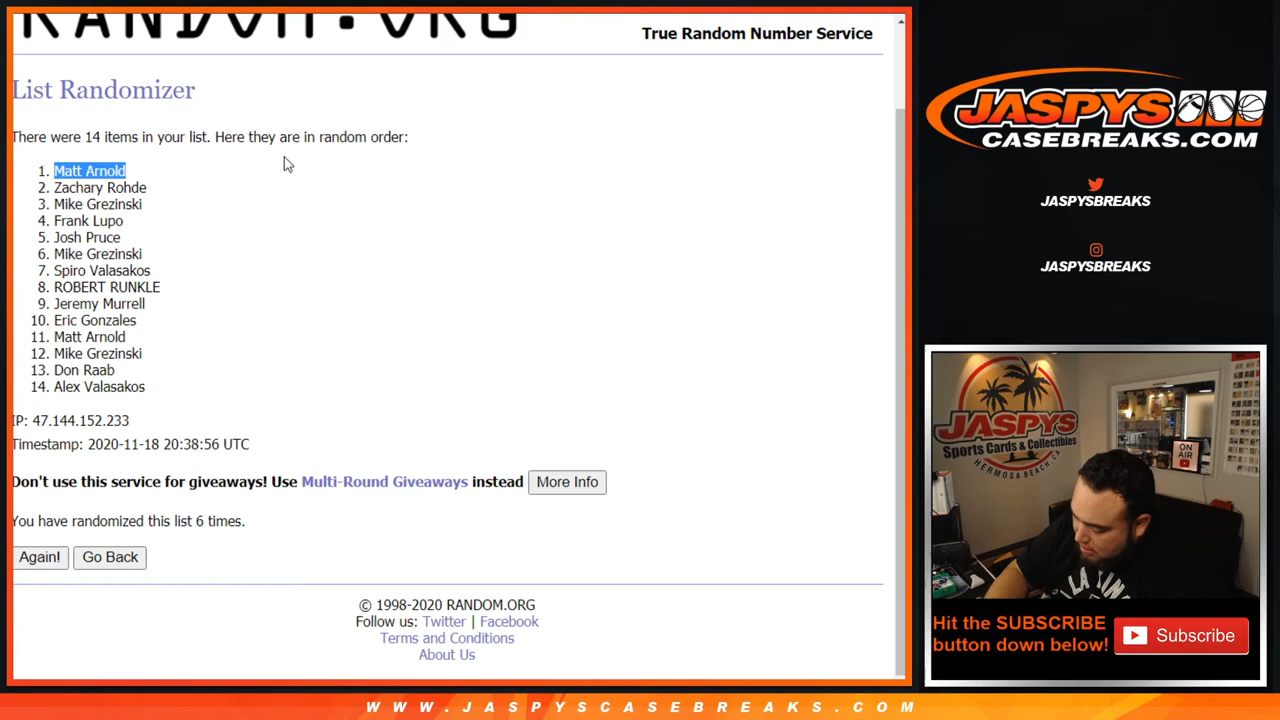 RANDOM.ORG
True Random Number Service
List Randomizer
There were 14 items in your list. Here they are in random order:
1. Matt Arnold
2. Zachary Rohde
3. Mike Grezinski
4. Frank Lupo
5. Josh Pruce
6. Mike Grezinski
7. Spiro Valasakos
8. ROBERT RUNKLE
9. Jeremy Murrell
10. Eric Gonzales
11. Matt Arnold
12. Mike Grezinski
13. Don Raab
14. Alex Valasakos
IP: 47.144.152.233
Timestamp: 2020-11-18 20:38:56 UTC
Don't use this service for giveaways! Use Multi-Round Giveaways instead More Info
You have randomized this list 6 times.
Again! Go Back
© 1998-2020 RANDOM.ORG
Follow us: Twitter | Facebook
Terms and Conditions
About Us
JASPYS
CASEBREAKS.COM
JASPYSBREAKS
JASPYSBREAKS
JASPYS
Sports Cards & Collectibles
HERMOSA BEACH, CA
ON
AIR
Hit the SUBSCRIBE
button down below!
Subscribe
WWW.JASPYSCASEBREAKS.COM